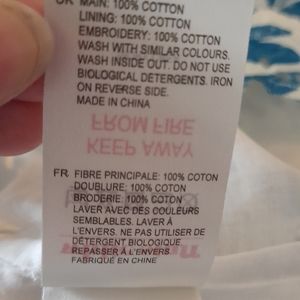 UK MAIN: 100% COTTON
LINING: 100% COTTON
EMBROIDERY: 100% COTTON
WASH WITH SIMILAR COLOURS.
WASH INSIDE OUT. DO NOT USE
BIOLOGICAL DETERGENTS. IRON
ON REVERSE SIDE.
MADE IN CHINA
KEEP AWAY
FROM FIRE
FR FIBRE PRINCIPALE: 100% COTON
DOUBLURE: 100% COTON
BRODERIE: 100% COTON
LAVER AVEC DES COULEURS
SEMBLABLES. LAVER À
L'ENVERS. NE PAS UTILISER DE
DÉTERGENT BIOLOGIQUE.
REPASSER À L'ENVERS.
FABRIQUÉ EN CHINE